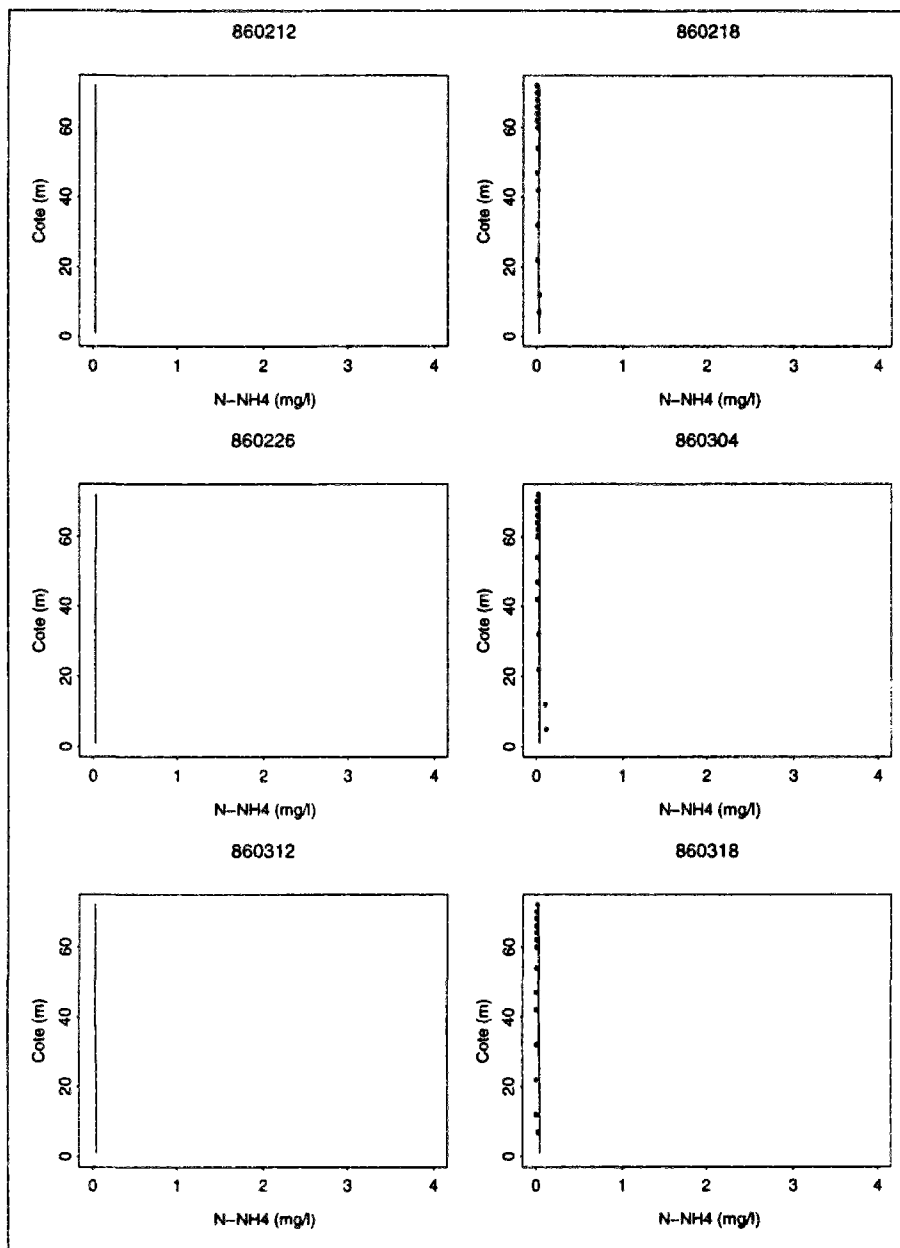 860212
60
40
20
0
Cote (m)
0 1 2 3 4
N-NH4 (mg/l)
860218
60
40
20
0
Cote (m)
0 1 2 3 4
N-NH4 (mg/l)
860226
60
40
20
0
Cote (m)
0 1 2 3 4
N-NH4 (mg/l)
860304
60
40
20
0
Cote (m)
0 1 2 3 4
N-NH4 (mg/l)
860312
60
40
20
0
Cote (m)
0 1 2 3 4
N-NH4 (mg/l)
860318
60
40
20
0
Cote (m)
0 1 2 3 4
N-NH4 (mg/l)